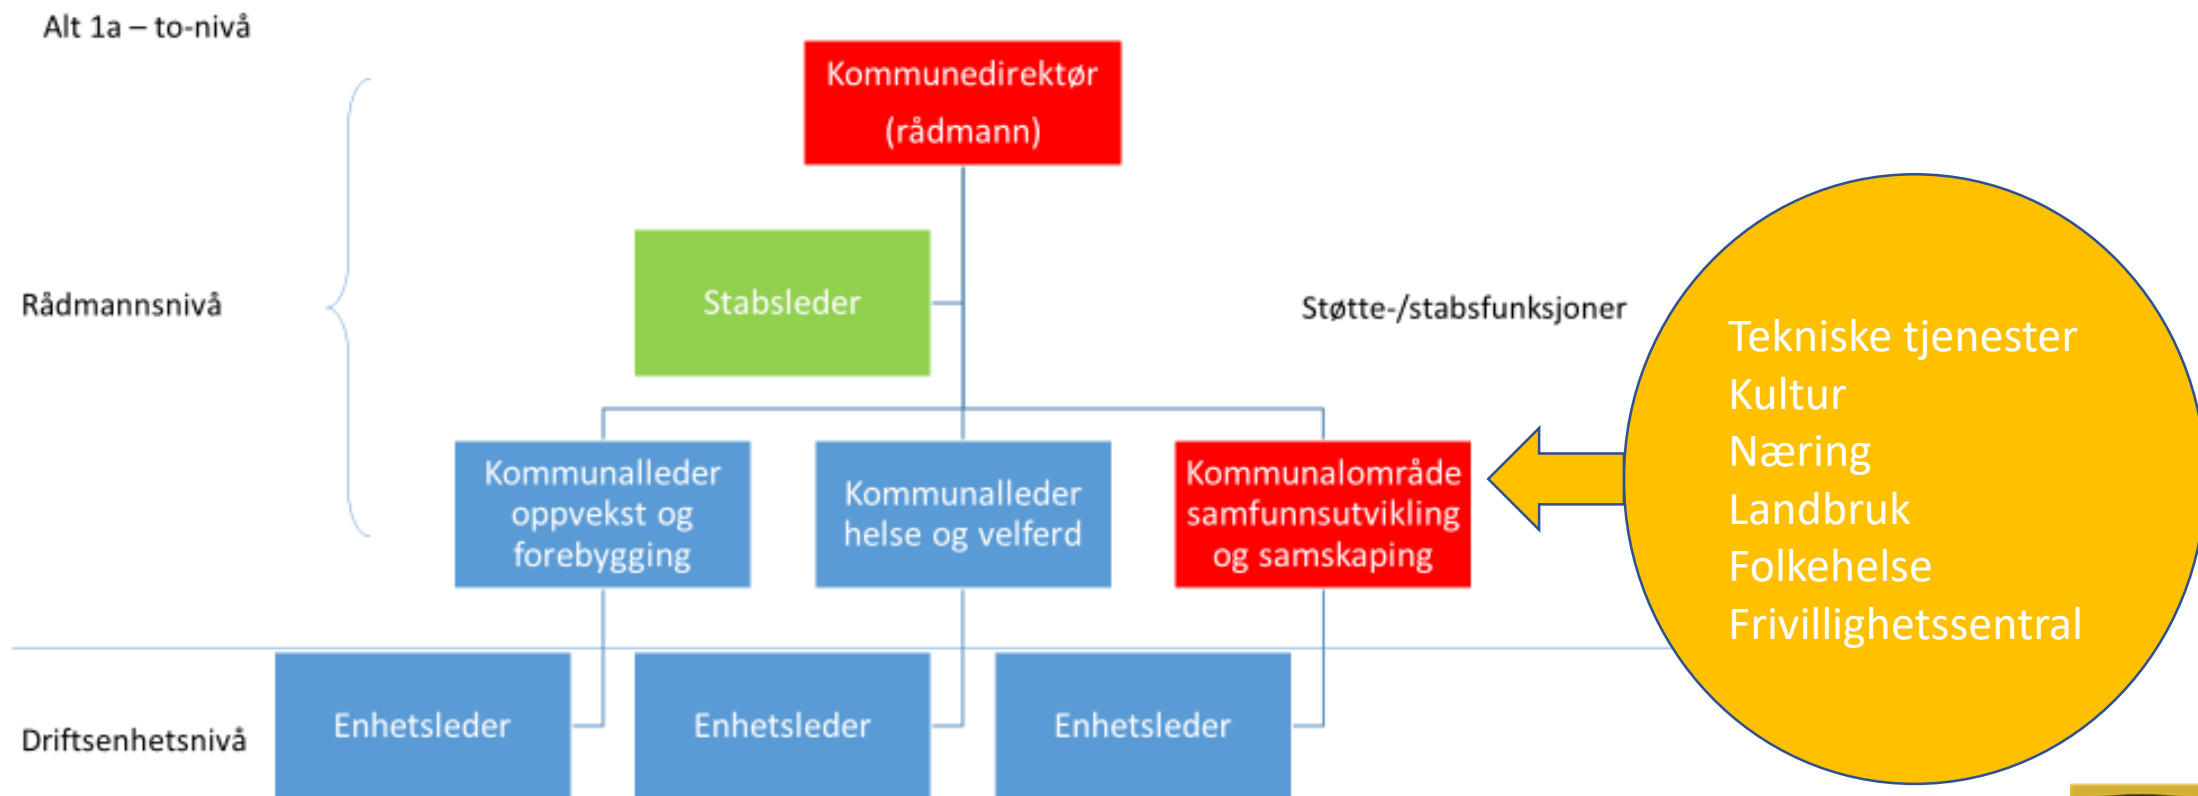 Alt 1a – to-nivå
Kommunedirektør
(rådmann)
Rådmannsnivå
Stabsleder
Støtte-/stabsfunksjoner
Kommunalleder
oppvekst og
forebygging
Kommunalleder
helse og velferd
Kommunalområde
samfunnsutvikling
og samskaping
Tekniske tjenester
Kultur
Næring
Landbruk
Folkehelse
Frivillighetssentral
Driftsenhetsnivå
Enhetsleder
Enhetsleder
Enhetsleder